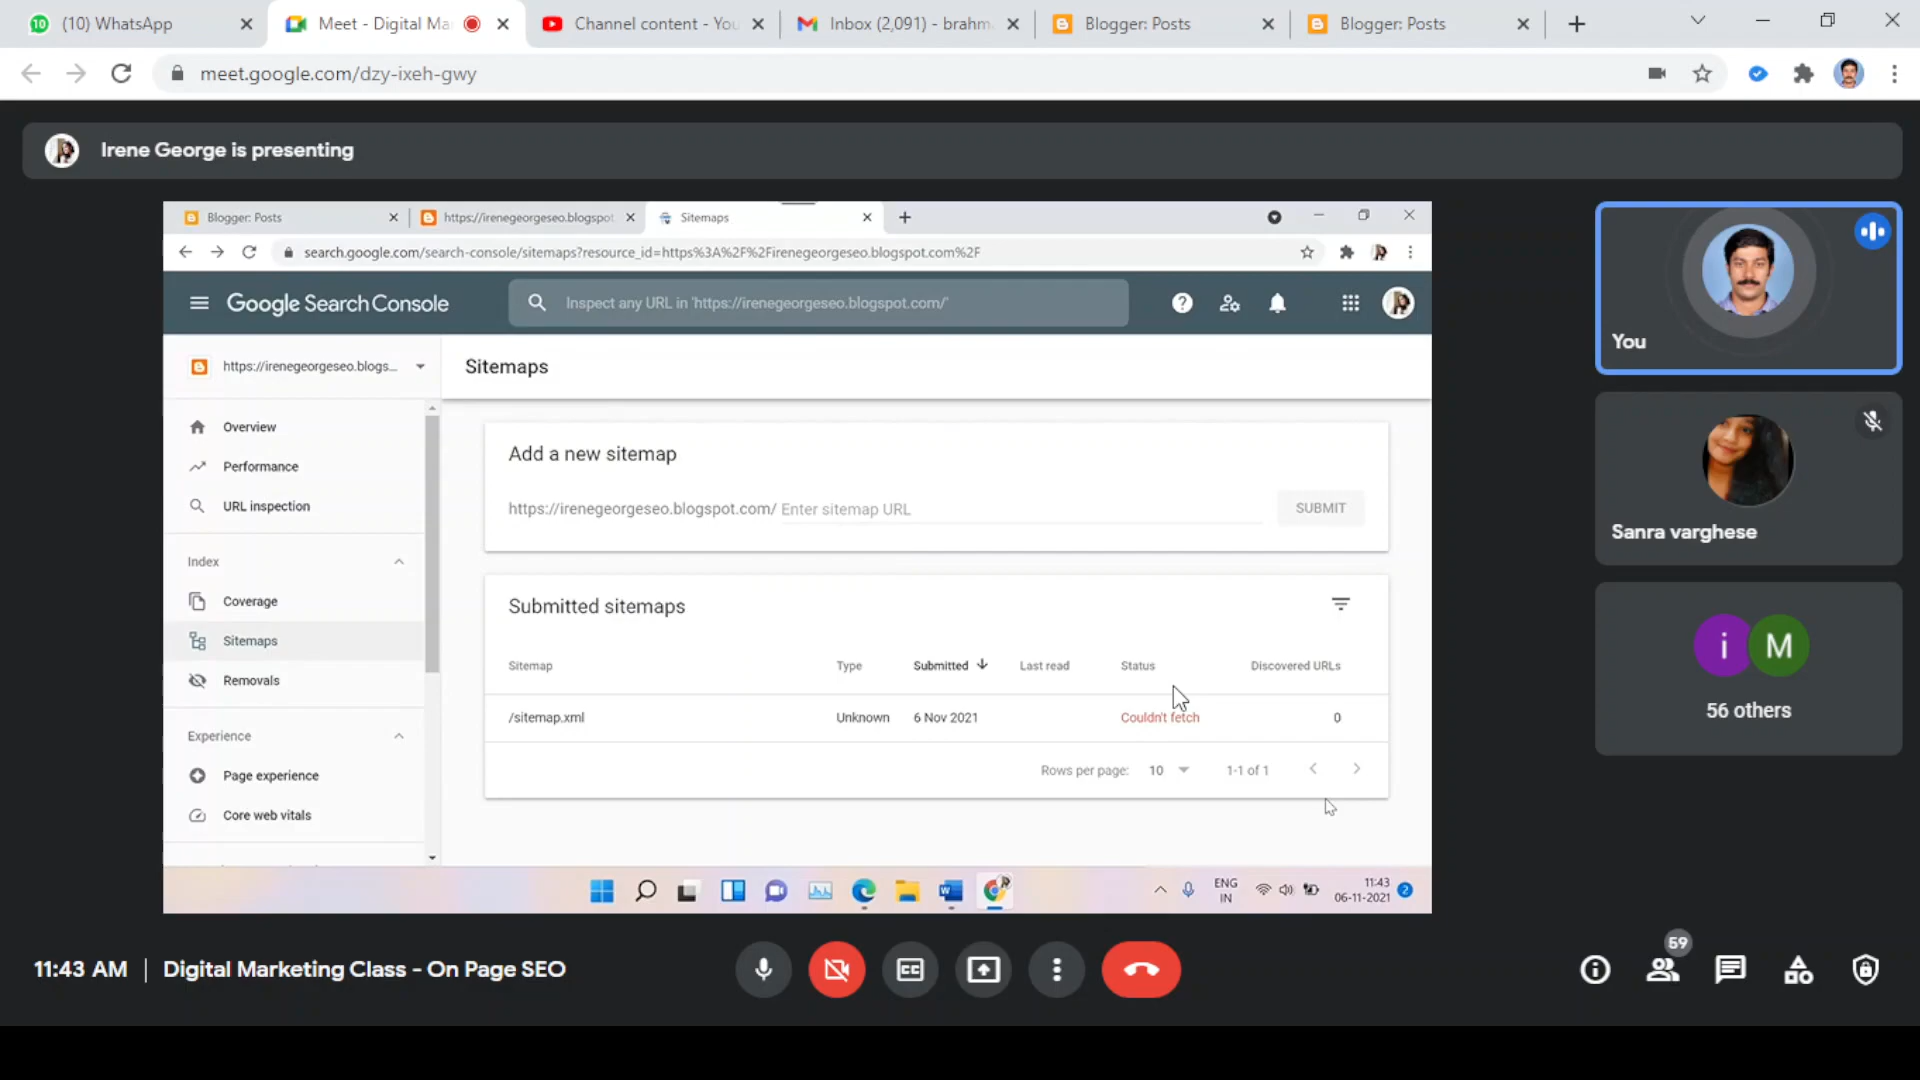 (10) WhatsApp
Meet - Digital Ma
Channel content - You
Inbox (2,091) - brahm
Blogger: Posts
Blogger: Posts
meet.google.com/dzy-ixeh-gwy
Irene George is presenting
Blogger: Posts
https://irenegeorgeseo.blogspot
Sitemaps
search.google.com/search-console/sitemaps?resource_id=https%3A%2F%2Firenegeorgeseo.blogspot.com%2F
Google Search Console
Inspect any URL in 'https://irenegeorgeseo.blogspot.com/'
https://irenegeorgeseo.blogs...
Sitemaps
Overview
Performance
URL inspection
Index
Coverage
Sitemaps
Removals
Experience
Page experience
Core web vitals
Add a new sitemap
https://irenegeorgeseo.blogspot.com/ Enter sitemap URL
SUBMIT
Submitted sitemaps
Sitemap Type Submitted Last read Status Discovered URLs
/sitemap.xml Unknown 6 Nov 2021 Couldn't fetch 0
Rows per page: 10 1-1 of 1
ENG
IN
11:43
06-11-2021
2
You
Sanra varghese
i M
56 others
11:43 AM | Digital Marketing Class - On Page SEO
CC
59